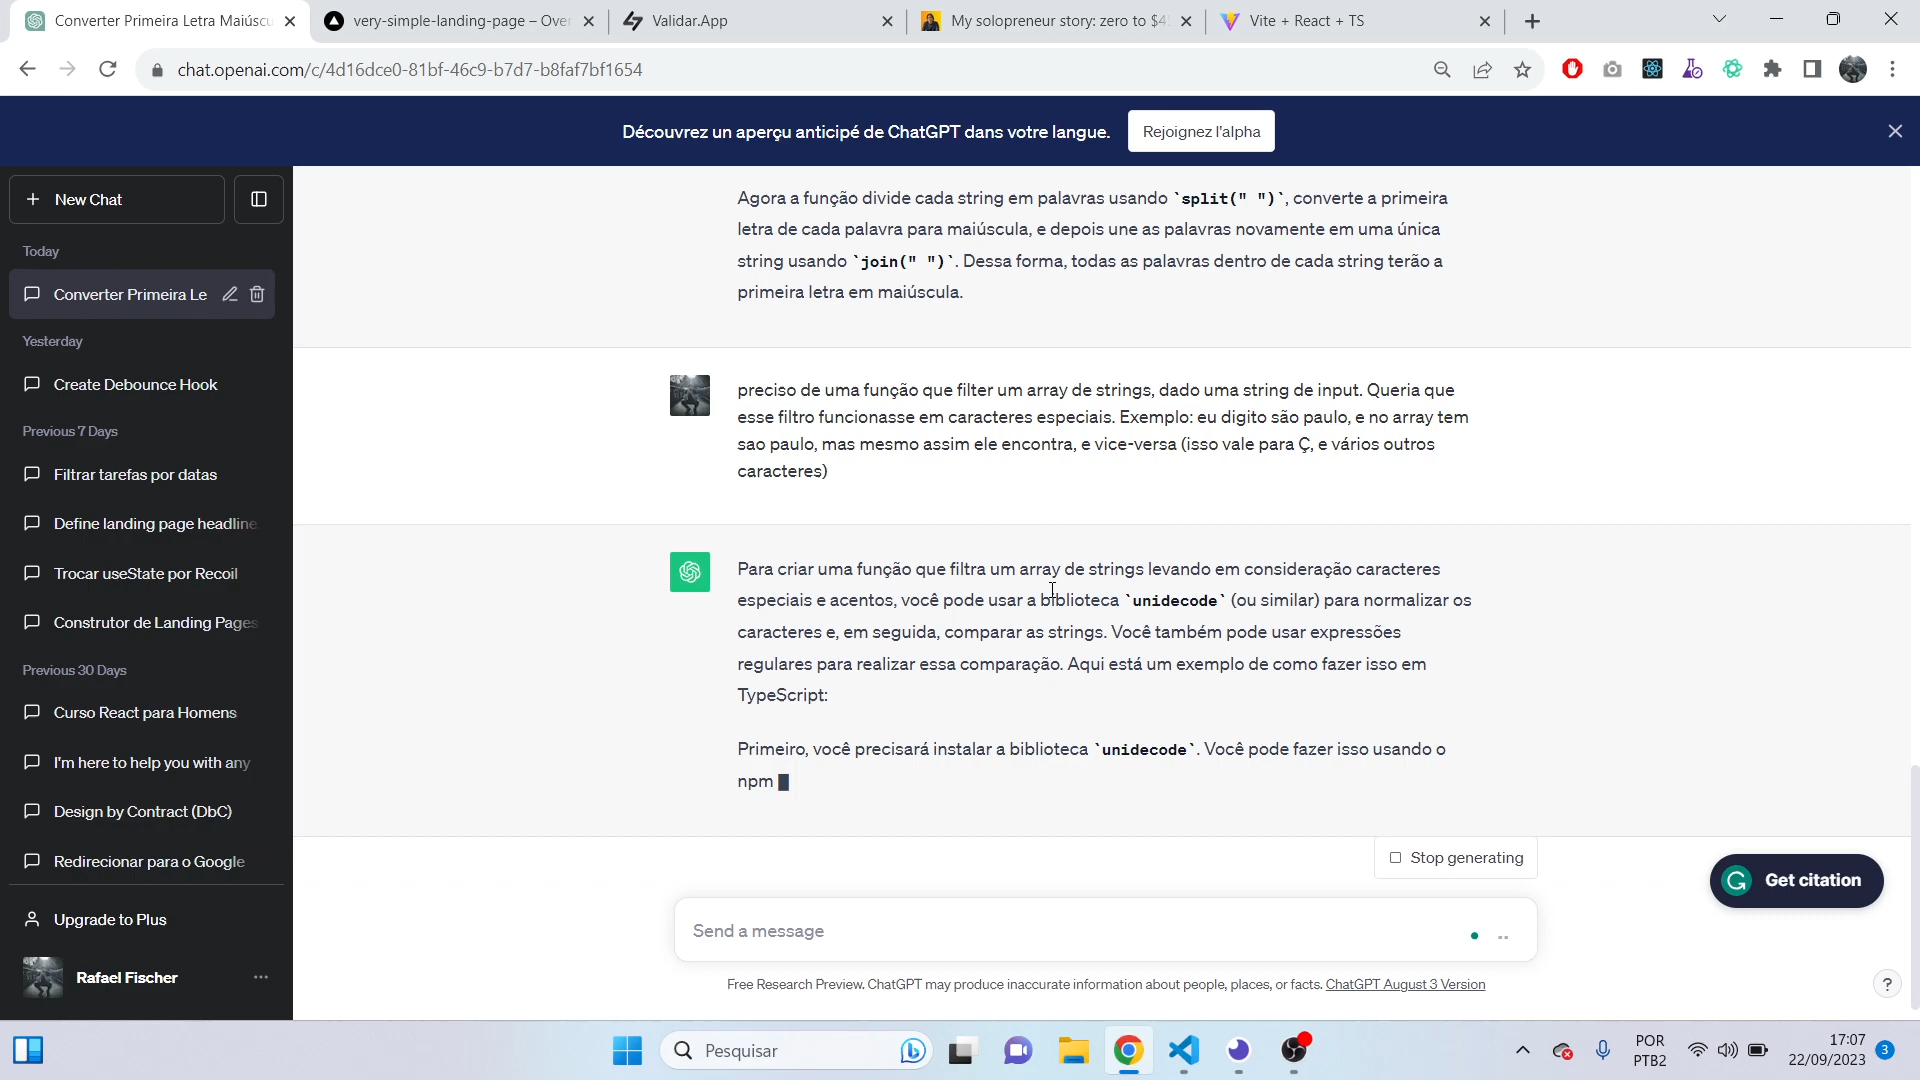 Converter Primeira Letra Maiúscu
very-simple-landing-page – Over
Validar.App
My solopreneur story: zero to $4
Vite + React + TS
chat.openai.com/c/4d16dce0-81bf-46c9-b7d7-b8faf7bf1654
Découvrez un aperçu anticipé de ChatGPT dans votre langue.
Rejoignez l'alpha
New Chat
Today
Converter Primeira Le
Yesterday
Create Debounce Hook
Previous 7 Days
Filtrar tarefas por datas
Define landing page headline
Trocar useState por Recoil
Construtor de Landing Pages
Previous 30 Days
Curso React para Homens
I'm here to help you with any
Design by Contract (DbC)
Redirecionar para o Google
Upgrade to Plus
Rafael Fischer
Agora a função divide cada string em palavras usando `split(" ")`, converte a primeira
letra de cada palavra para maiúscula, e depois une as palavras novamente em uma única
string usando `join(" ")`. Dessa forma, todas as palavras dentro de cada string terão a
primeira letra em maiúscula.
preciso de uma função que filter um array de strings, dado uma string de input. Queria que
esse filtro funcionasse em caracteres especiais. Exemplo: eu digito são paulo, e no array tem
sao paulo, mas mesmo assim ele encontra, e vice-versa (isso vale para Ç, e vários outros
caracteres)
Para criar uma função que filtra um array de strings levando em consideração caracteres
especiais e acentos, você pode usar a biblioteca `unidecode` (ou similar) para normalizar os
caracteres e, em seguida, comparar as strings. Você também pode usar expressões
regulares para realizar essa comparação. Aqui está um exemplo de como fazer isso em
TypeScript:
Primeiro, você precisará instalar a biblioteca `unidecode`. Você pode fazer isso usando o
npm
Stop generating
Get citation
Send a message
Free Research Preview. ChatGPT may produce inaccurate information about people, places, or facts. ChatGPT August 3 Version
?
Pesquisar
POR
PTB2
17:07
22/09/2023
3